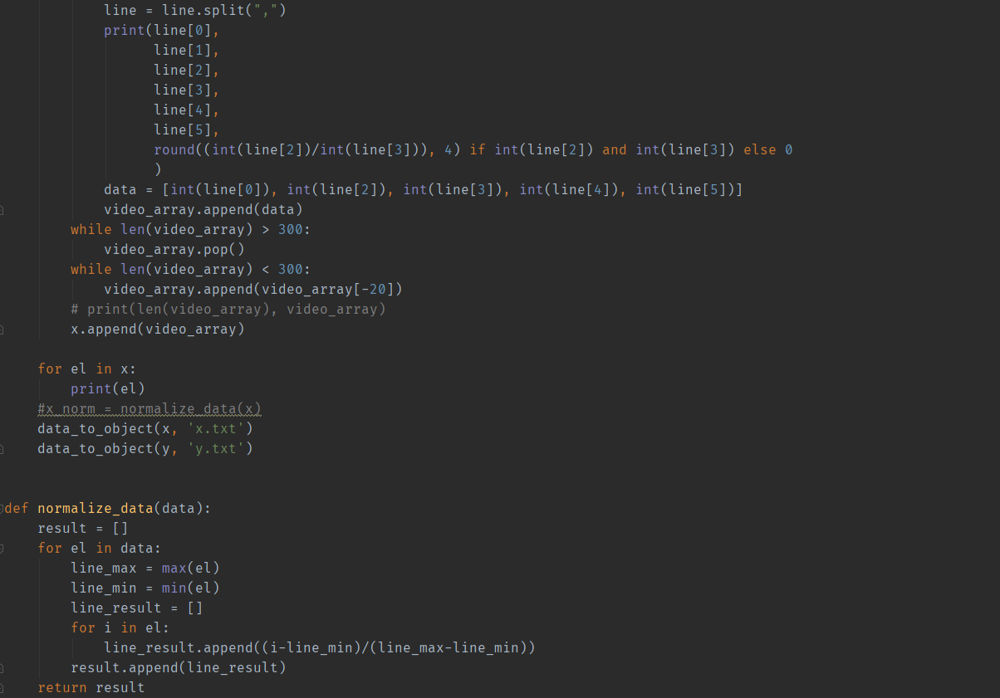 line = line.split(",")
print(line[0],
line[1],
line[2],
line[3],
line[4],
line[5],
round((int(line[2])/int(line[3])), 4) if int(line[2]) and int(line[3]) else 0
)
data = [int(line[0]), int(line[2]), int(line[3]), int(line[4]), int(line[5])]
video_array.append(data)
while len(video_array) > 300:
video_array.pop()
while len(video_array) < 300:
video_array.append(video_array[-20])
# print(len(video_array), video_array)
x.append(video_array)
for el in x:
print(el)
#x_norm = normalize_data(x)
data_to_object(x, 'x.txt')
data_to_object(y, 'y.txt')
def normalize_data(data):
result = []
for el in data:
line_max = max(el)
line_min = min(el)
line_result = []
for i in el:
line_result.append((i-line_min)/(line_max-line_min))
result.append(line_result)
return result